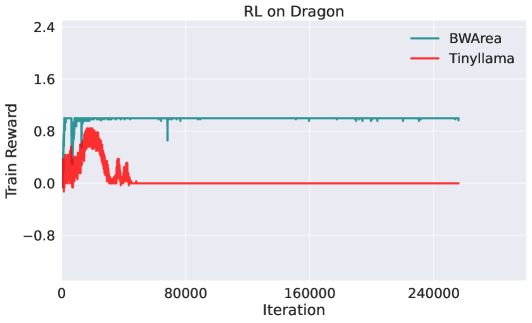 RL on Dragon
2.4
1.6
0.8
0.0
−0.8
Train Reward
BWArea
Tinyllama
0 80000 160000 240000
Iteration